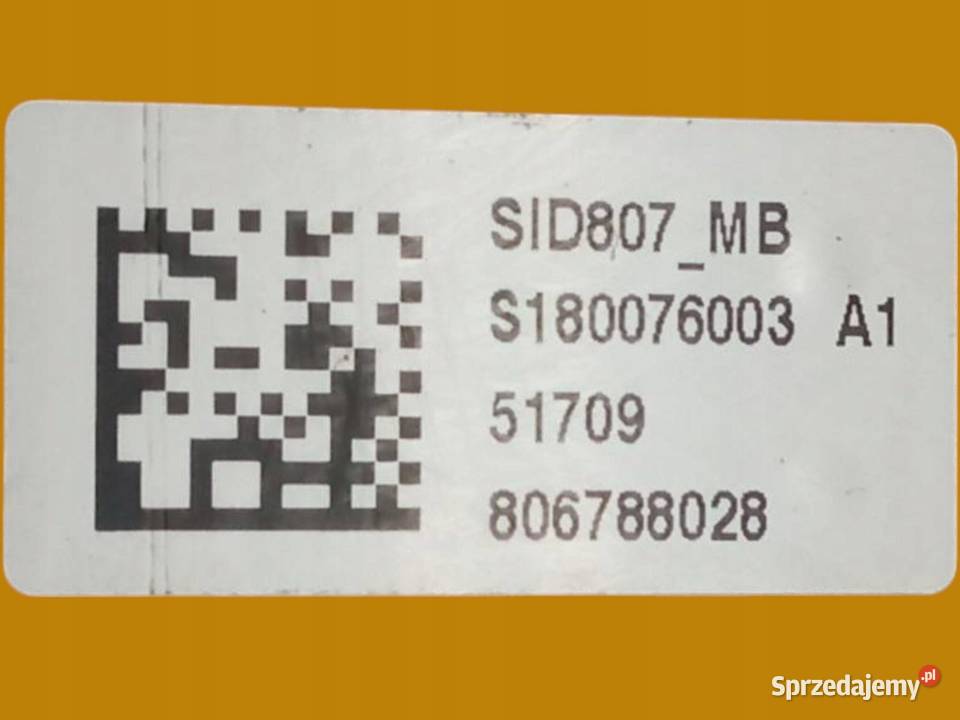 SID807_MB
S180076003 A1
51709
806788028
Sprzedajemy.pl